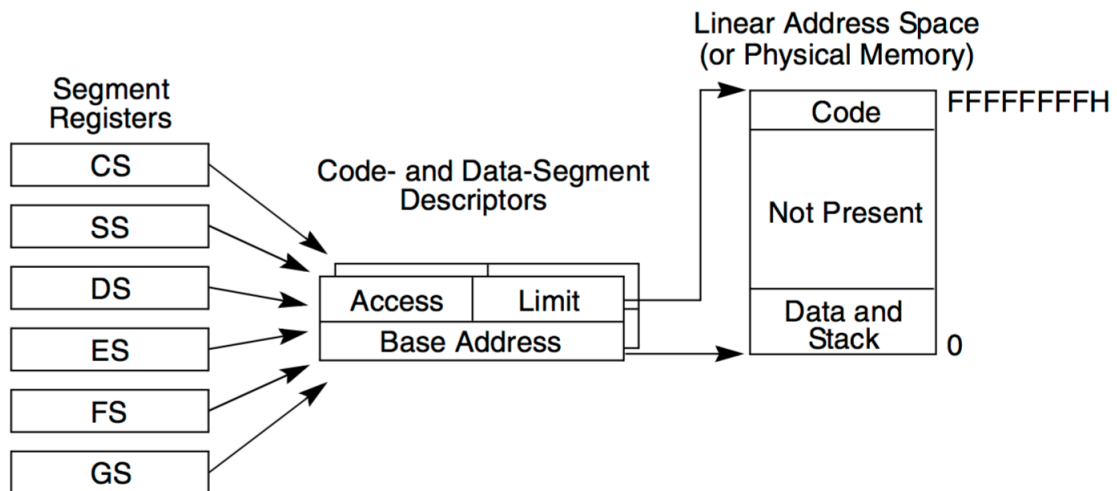 Linear Address Space
(or Physical Memory)
Segment
Registers
CS
SS
DS
ES
FS
GS
Code- and Data-Segment
Descriptors
Access
Limit
Base Address
Code
FFFFFFFFH
Not Present
Data and
Stack
0